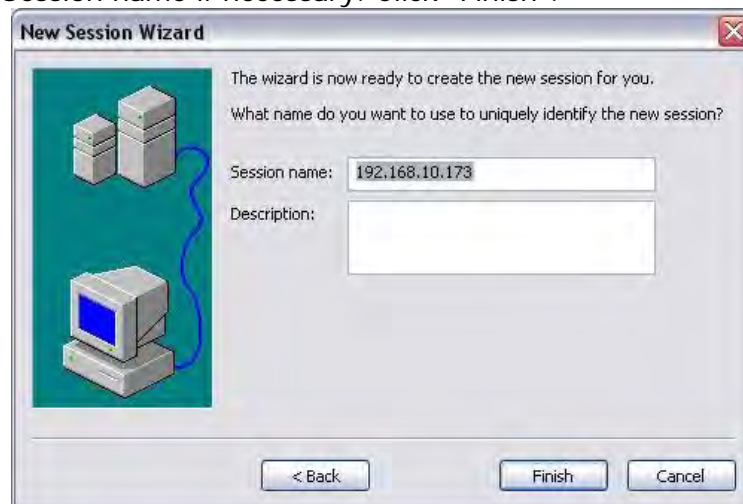 Session name if necessary? Click "Finish".
New Session Wizard
The wizard is now ready to create the new session for you.
What name do you want to use to uniquely identify the new session?
Session name: 192.168.10.173
Description:
< Back Finish Cancel